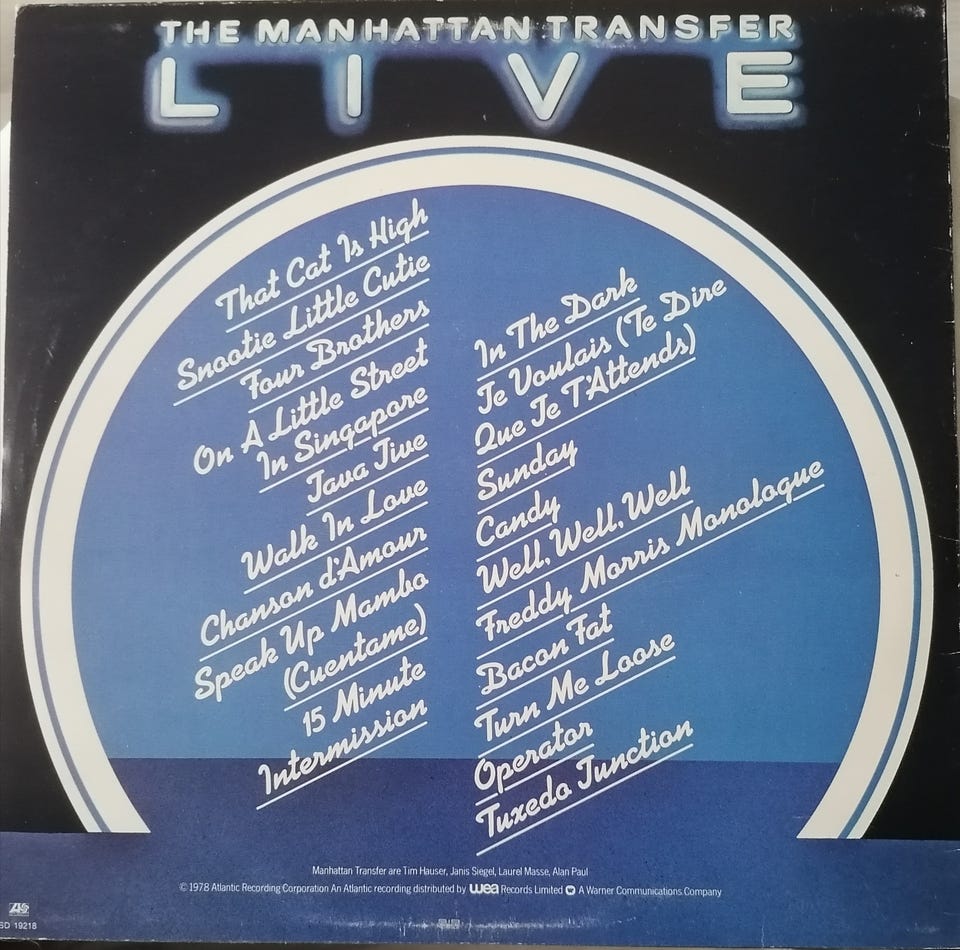 THE MANHATTAN TRANSFER
LIVE
That Cat Is High
Snootie Little Cutie
Four Brothers
On A Little Street
In Singapore
Java Jive
Walk In Love
Chanson d'Amour
Speak Up Mambo
(Cuentame)
15 Minute
Intermission
In The Dark
Je Voulais (Te Dire
Que Je T'Attends)
Sunday
Candy
Well, Well, Well
Freddy Morris Monologue
Bacon Fat
Turn Me Loose
Operator
Tuxedo Junction
Manhattan Transfer are Tim Hauser, Janis Siegel, Laurel Masse, Alan Paul
© 1978 Atlantic Recording Corporation An Atlantic recording distributed by wea Records Limited A Warner Communications Company
SD 19218